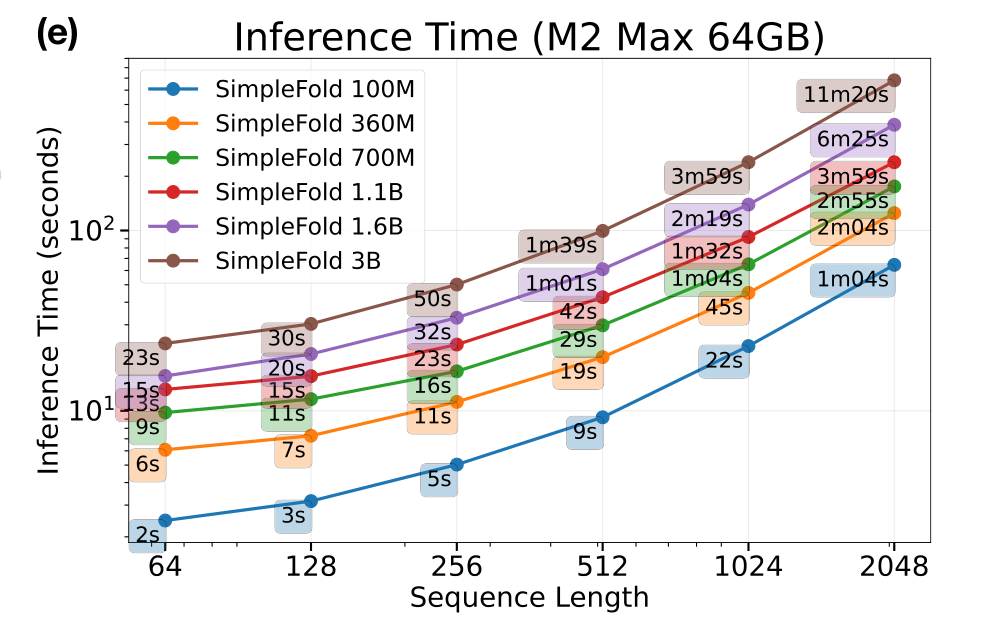 (e)
Inference Time (M2 Max 64GB)
SimpleFold 100M
SimpleFold 360M
SimpleFold 700M
SimpleFold 1.1B
SimpleFold 1.6B
SimpleFold 3B
Inference Time (seconds)
10²
10¹
23s
30s
50s
1m39s
3m59s
11m20s
15s
20s
32s
1m01s
2m19s
6m25s
13s
15s
23s
42s
1m32s
3m59s
9s
11s
16s
29s
1m04s
2m55s
6s
7s
11s
19s
45s
2m04s
2s
3s
5s
9s
22s
1m04s
64 128 256 512 1024 2048
Sequence Length